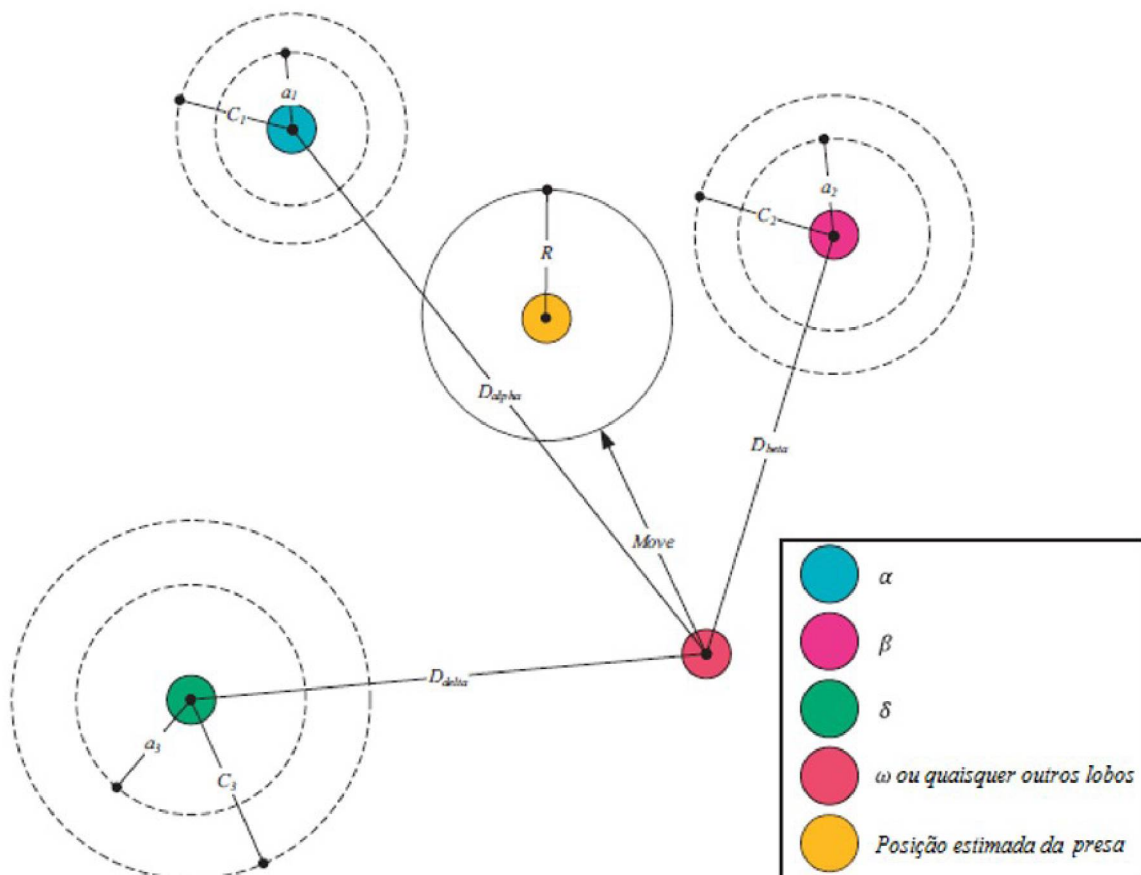 a1
C1
a2
C2
R
Dalpha
Dbeta
Move
Ddelta
a3
C3
α
β
δ
ω ou quaisquer outros lobos
Posição estimada da presa